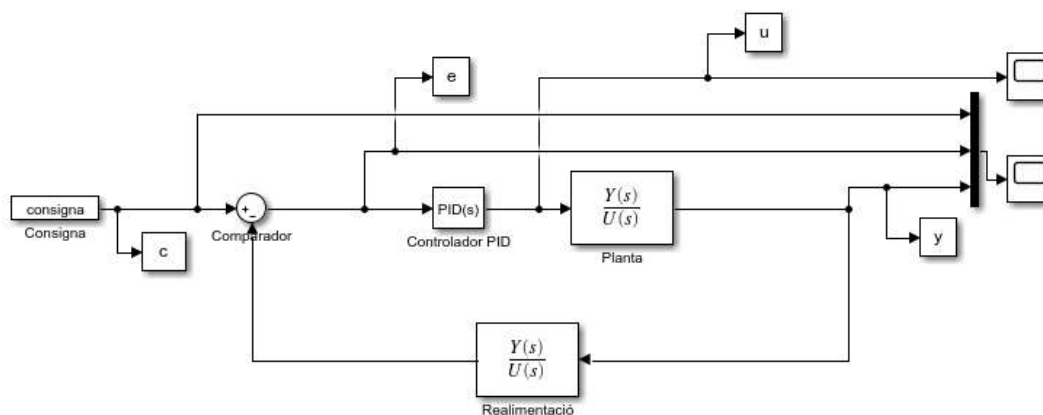 u
e
consigna
Consigna
+
−
Comparador
c
PID(s)
Controlador PID
Y(s)
U(s)
Planta
y
Y(s)
U(s)
Realimentació